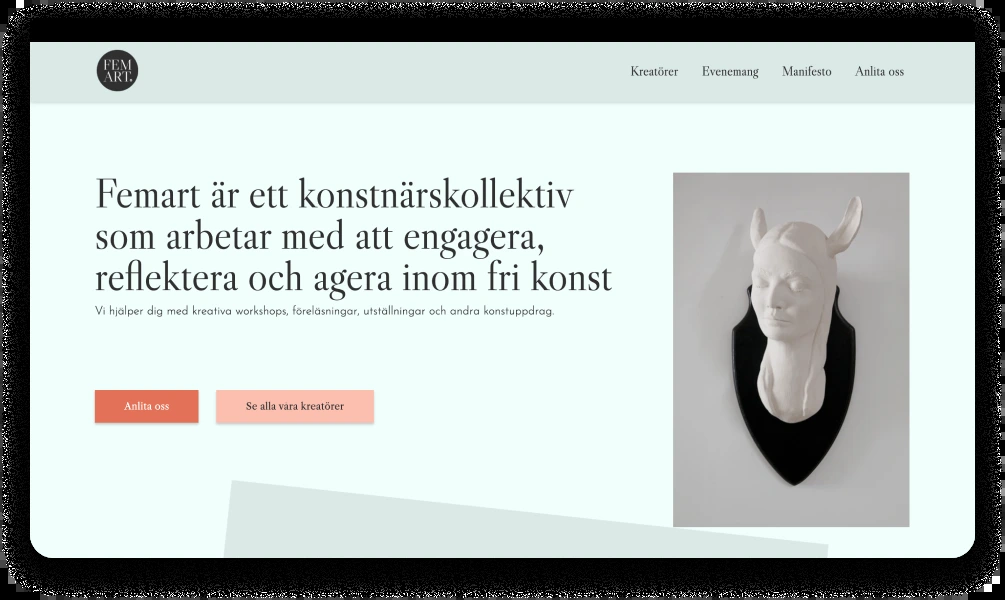 FEM
ART.
Kreatörer Evenemang Manifesto Anlita oss
Femart är ett konstnärskollektiv
som arbetar med att engagera,
reflektera och agera inom fri konst
Vi hjälper dig med kreativa workshops, föreläsningar, utställningar och andra konstuppdrag.
Anlita oss Se alla vara kreatörer